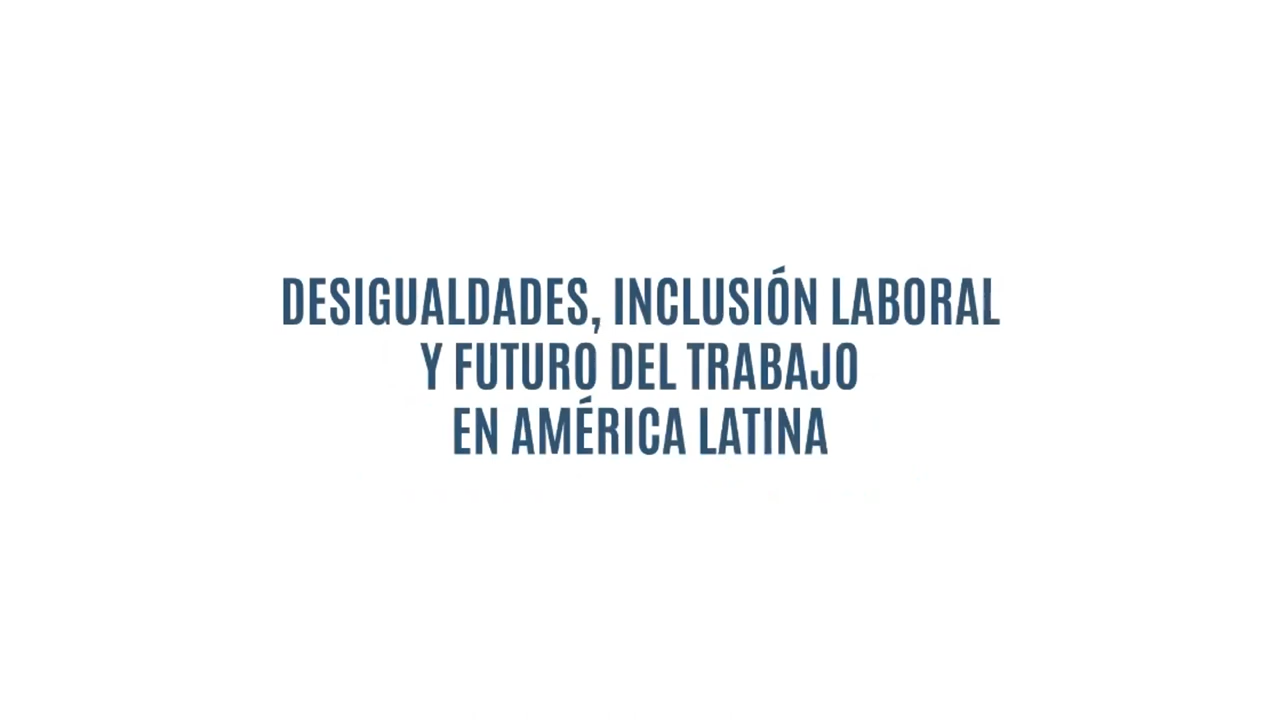 DESIGUALDADES, INCLUSIÓN LABORAL
Y FUTURO DEL TRABAJO
EN AMÉRICA LATINA